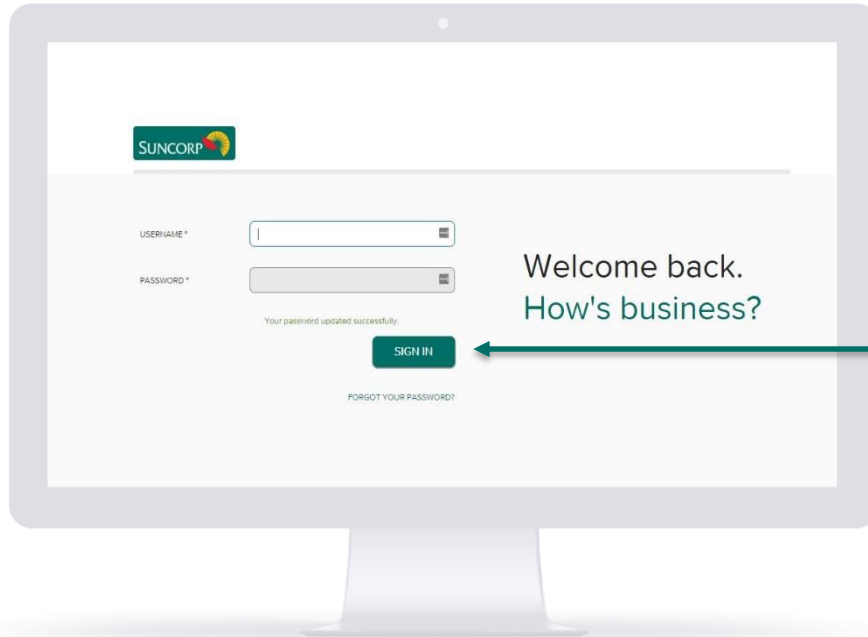 SUNCORP
USERNAME *
PASSWORD *
Your password updated successfully.
SIGN IN
FORGOT YOUR PASSWORD?
Welcome back.
How's business?